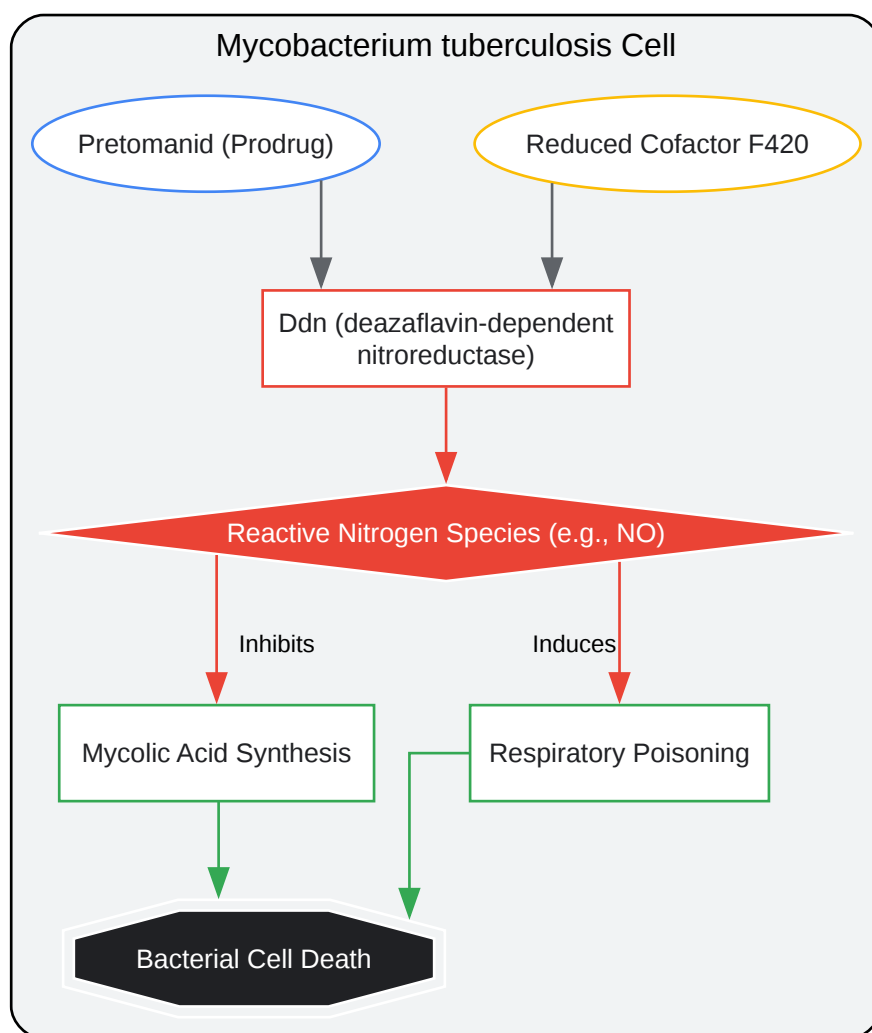 Mycobacterium tuberculosis Cell
Pretomanid (Prodrug)
Reduced Cofactor F420
Ddn (deazaflavin-dependent
nitroreductase)
Reactive Nitrogen Species (e.g., NO)
Inhibits
Induces
Mycolic Acid Synthesis
Respiratory Poisoning
Bacterial Cell Death